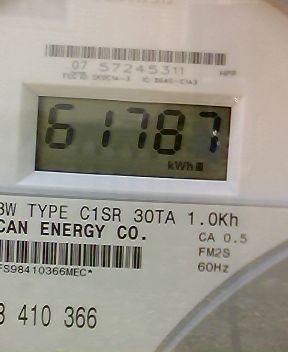 07 57245311
61787
kWh
3W TYPE C1SR 30TA 1.0Kh
CAN ENERGY CO.
CA 0.5
FM2S
60Hz
FS98410366MEC*
8 410 366